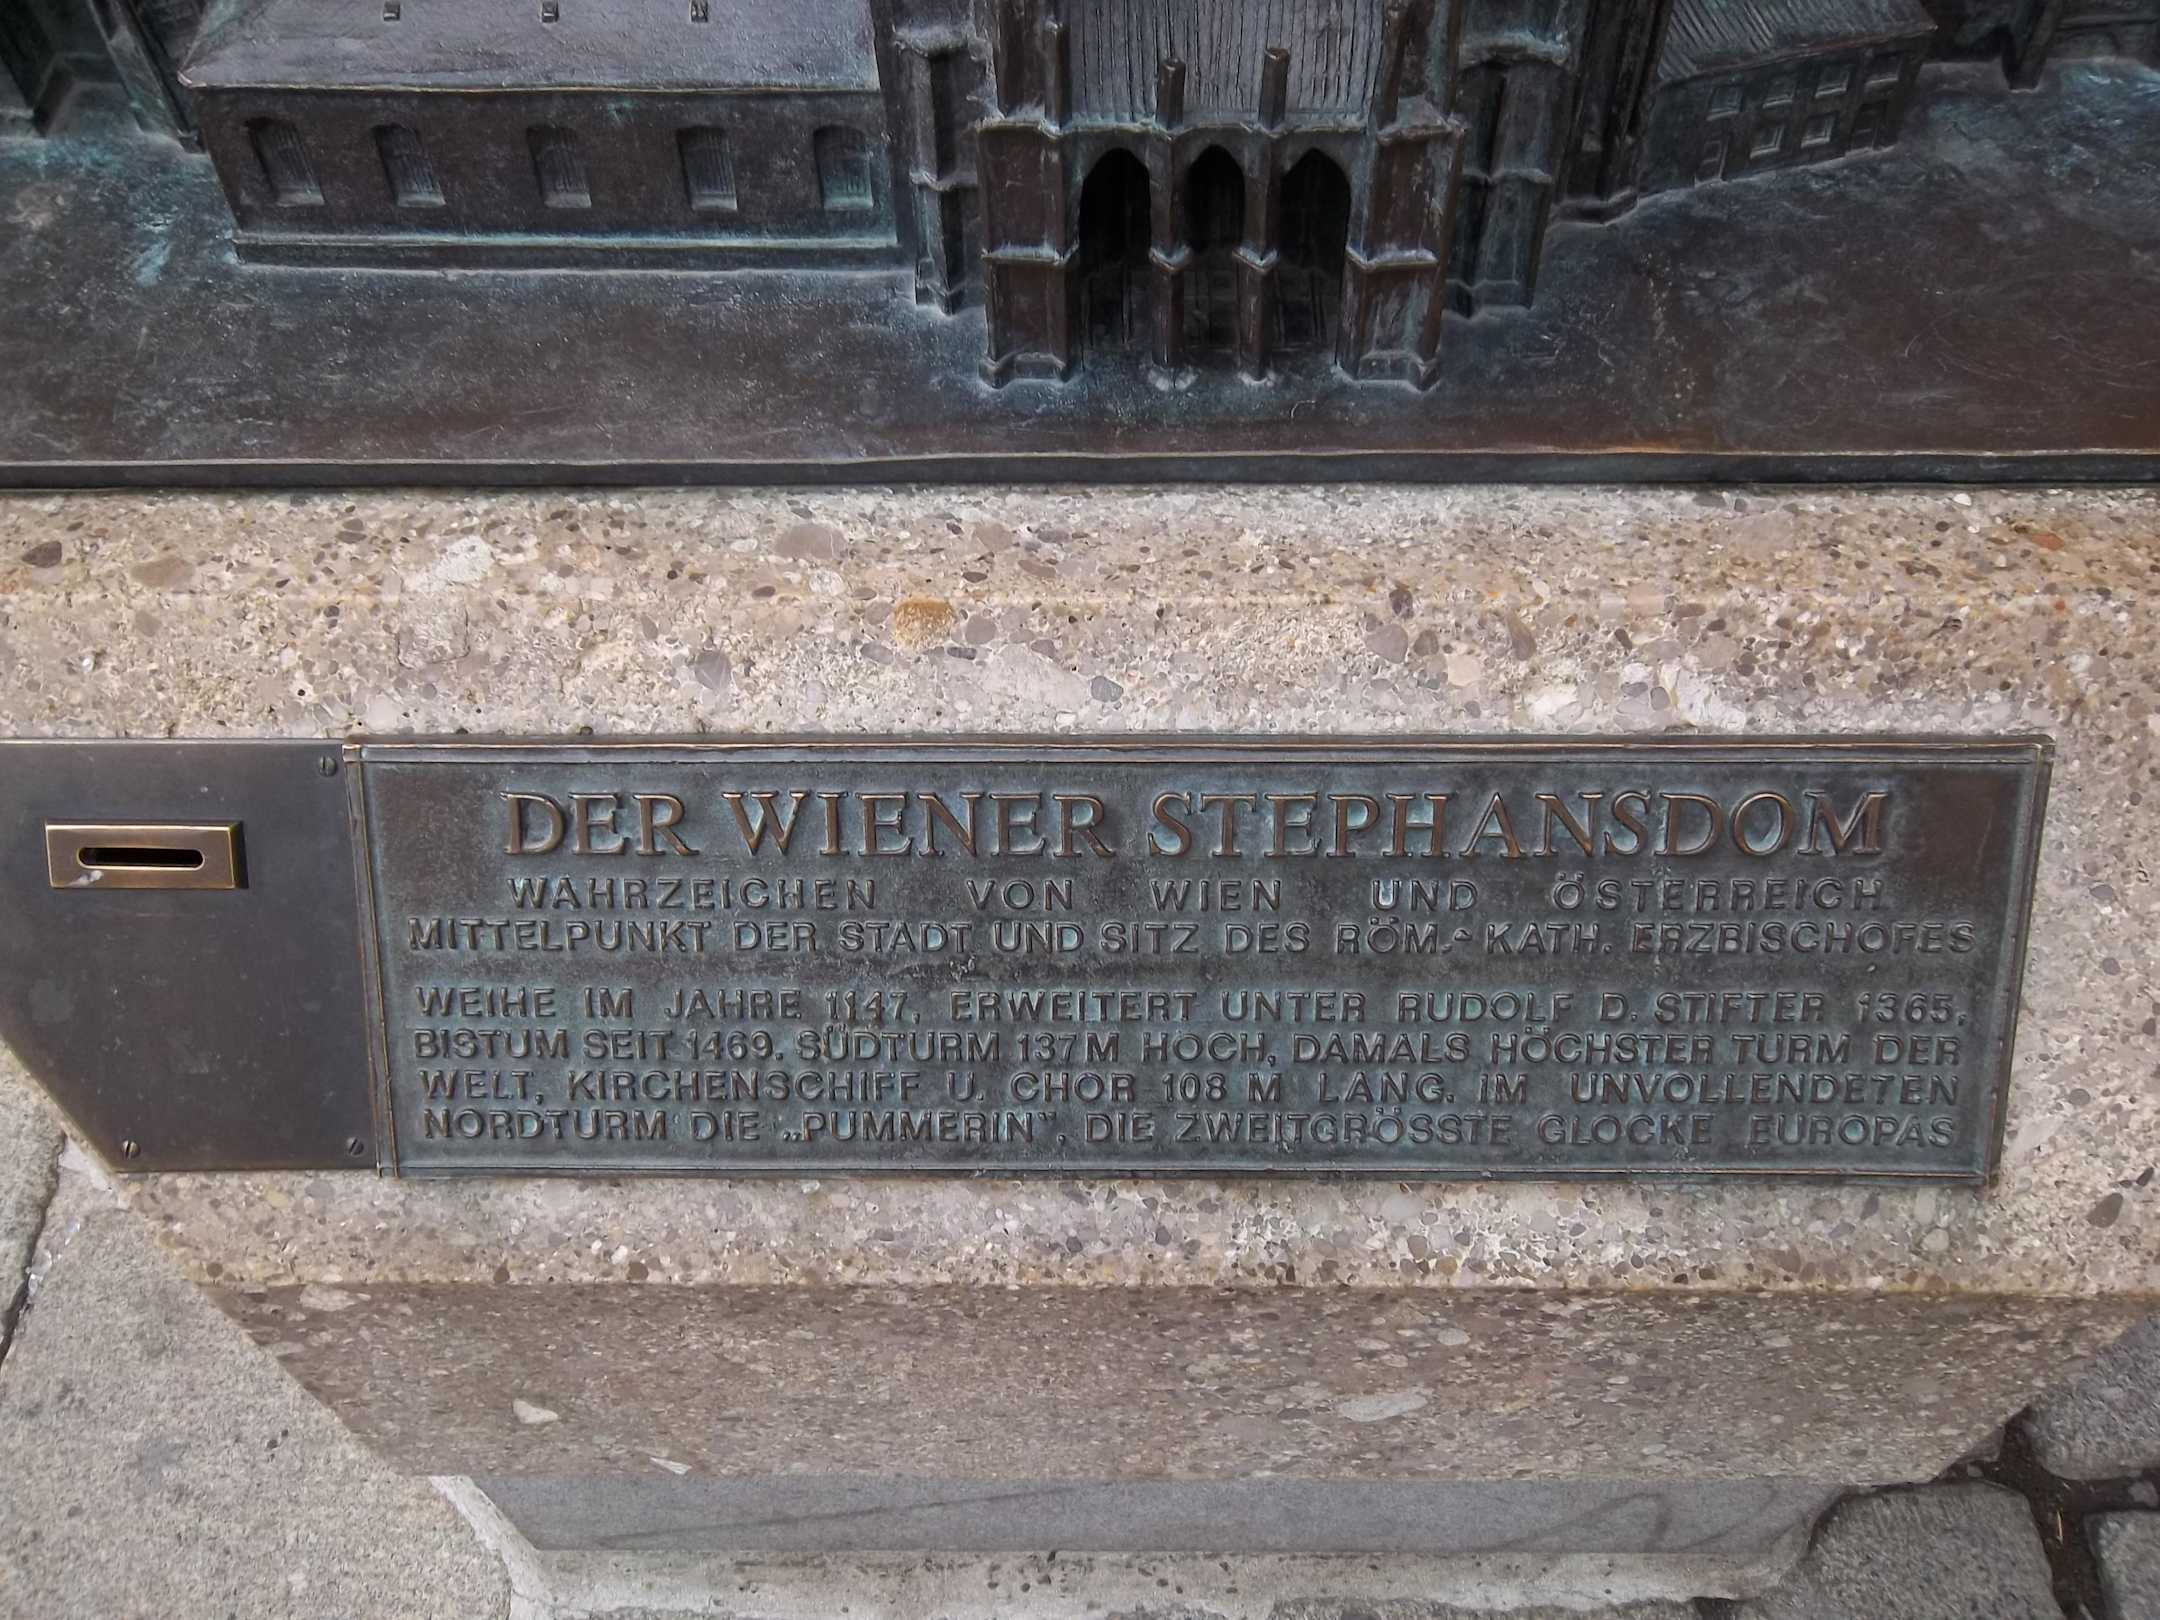 DER WIENER STEPHANSDOM
WAHRZEICHEN VON WIEN UND ÖSTERREICH
MITTELPUNKT DER STADT UND SITZ DES RÖM.-KATH. ERZBISCHOFES
WEIHE IM JAHRE 1147, ERWEITERT UNTER RUDOLF D. STIFTER 1365,
BISTUM SEIT 1469. SÜDTURM 137 M HOCH, DAMALS HÖCHSTER TURM DER
WELT, KIRCHENSCHIFF U. CHOR 108 M LANG. IM UNVOLLENDETEN
NORDTURM DIE „PUMMERIN”, DIE ZWEITGRÖSSTE GLOCKE EUROPAS